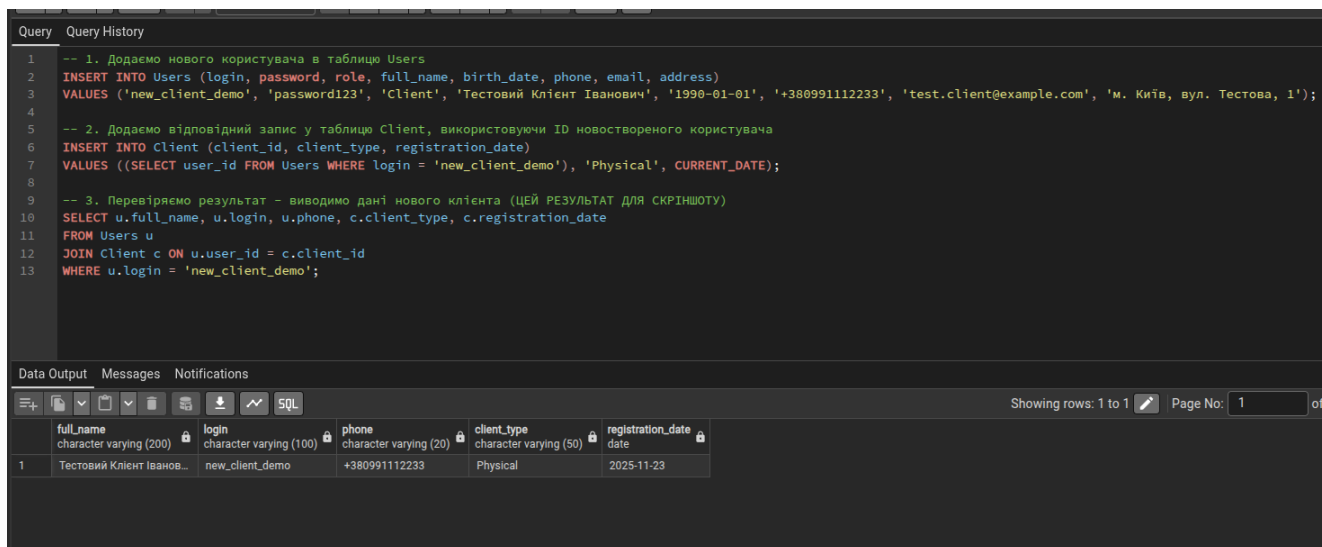 Query Query History
1 -- 1. Додаємо нового користувача в таблицю Users
2 INSERT INTO Users (login, password, role, full_name, birth_date, phone, email, address)
3 VALUES ('new_client_demo', 'password123', 'Client', 'Тестовий Клієнт Іванович', '1990-01-01', '+380991112233', 'test.client@example.com', 'м. Київ, вул. Тестова, 1');
4
5 -- 2. Додаємо відповідний запис у таблицю Client, використовуючи ID новоствореного користувача
6 INSERT INTO Client (client_id, client_type, registration_date)
7 VALUES ((SELECT user_id FROM Users WHERE login = 'new_client_demo'), 'Physical', CURRENT_DATE);
8
9 -- 3. Перевіряємо результат - виводимо дані нового клієнта (ЦЕЙ РЕЗУЛЬТАТ ДЛЯ СКРІНШОТУ)
10 SELECT u.full_name, u.login, u.phone, c.client_type, c.registration_date
11 FROM Users u
12 JOIN Client c ON u.user_id = c.client_id
13 WHERE u.login = 'new_client_demo';
Data Output Messages Notifications
SQL Showing rows: 1 to 1 Page No: 1 of
full_name login phone client_type registration_date
character varying (200) character varying (100) character varying (20) character varying (50) date
1 Тестовий Клієнт Іванов... new_client_demo +380991112233 Physical 2025-11-23